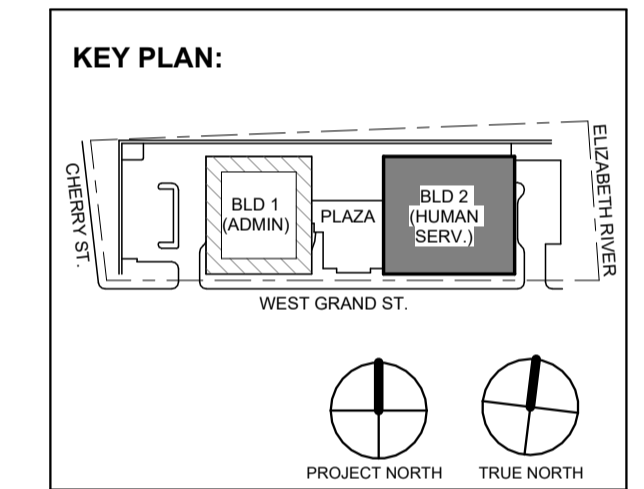 KEY PLAN:
CHERRY ST.
BLD 1
(ADMIN)
PLAZA
BLD 2
(HUMAN
SERV.)
ELIZABETH RIVER
WEST GRAND ST.
PROJECT NORTH
TRUE NORTH